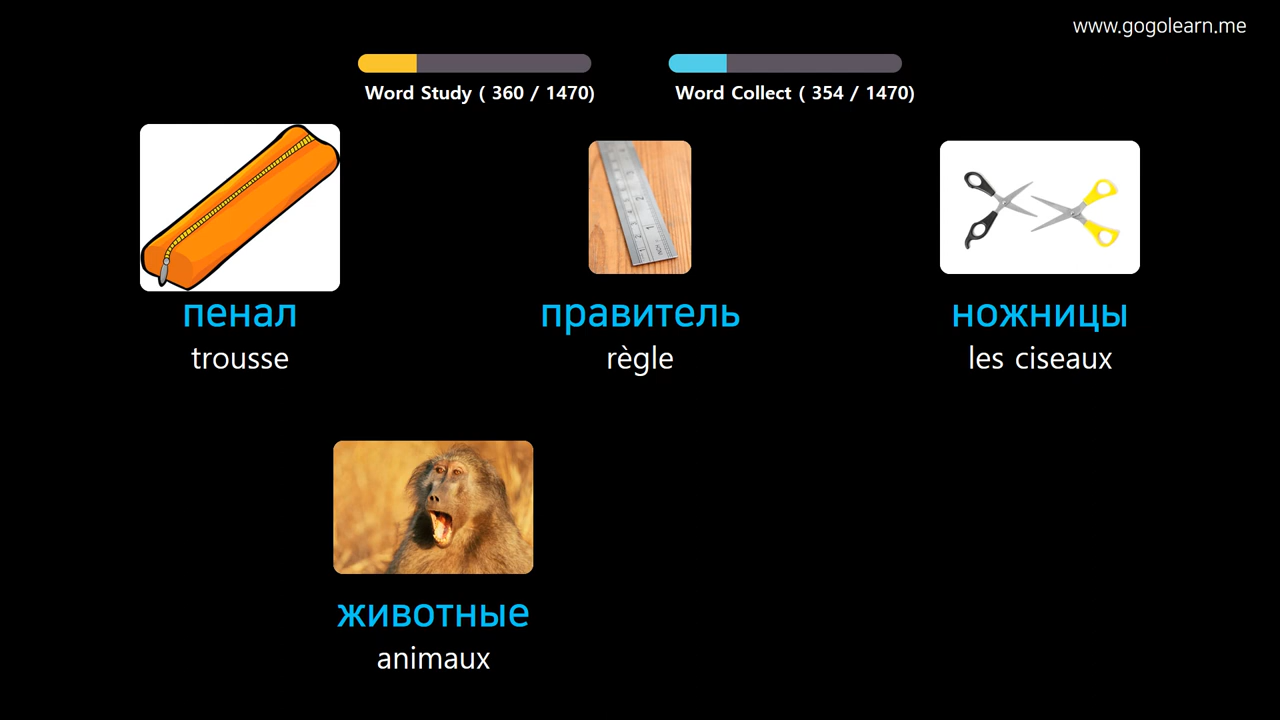 www.gogolearn.me
Word Study ( 360 / 1470)
Word Collect ( 354 / 1470)
пенал
trousse
правитель
règle
ножницы
les ciseaux
животные
animaux